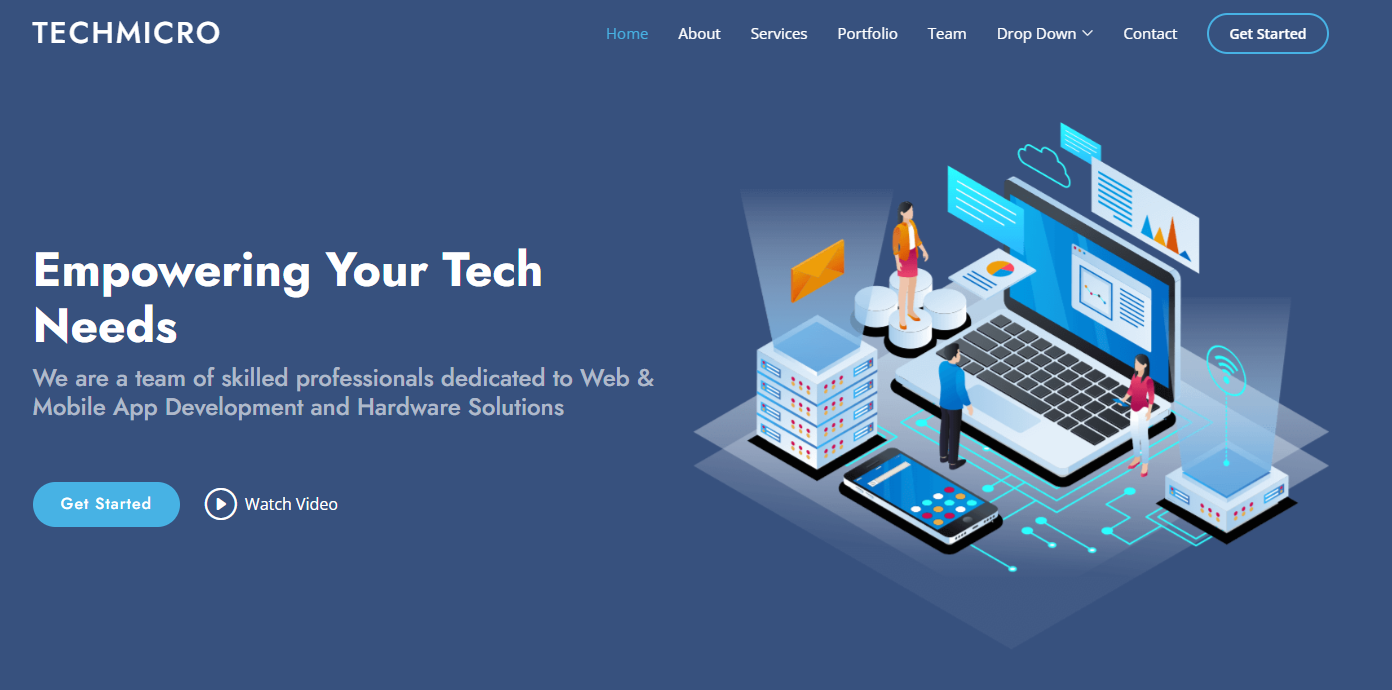 TECHMICRO
Home About Services Portfolio Team Drop Down Contact Get Started
Empowering Your Tech
Needs
We are a team of skilled professionals dedicated to Web &
Mobile App Development and Hardware Solutions
Get Started Watch Video